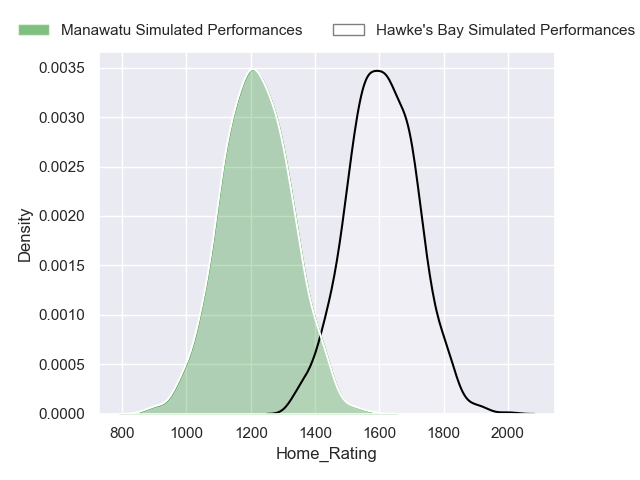 Manawatu Simulated Performances
Hawke's Bay Simulated Performances
0.0035
0.0030
0.0025
0.0020
0.0015
0.0010
0.0005
0.0000
Density
800 1000 1200 1400 1600 1800 2000
Home_Rating